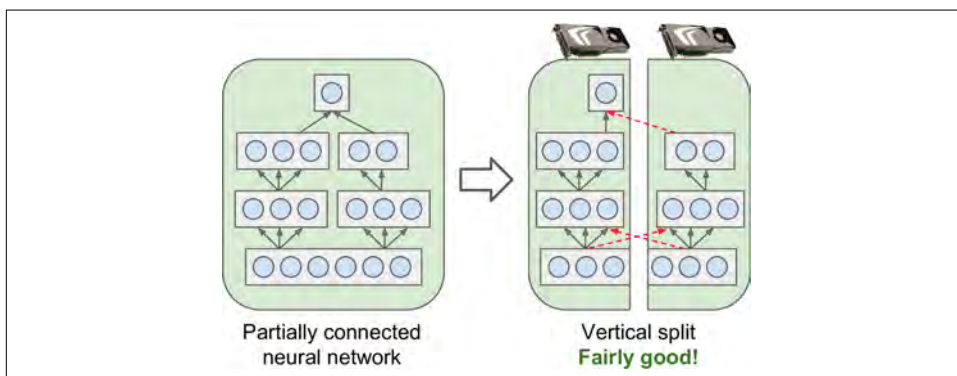 Partially connected
neural network
Vertical split
Fairly good!